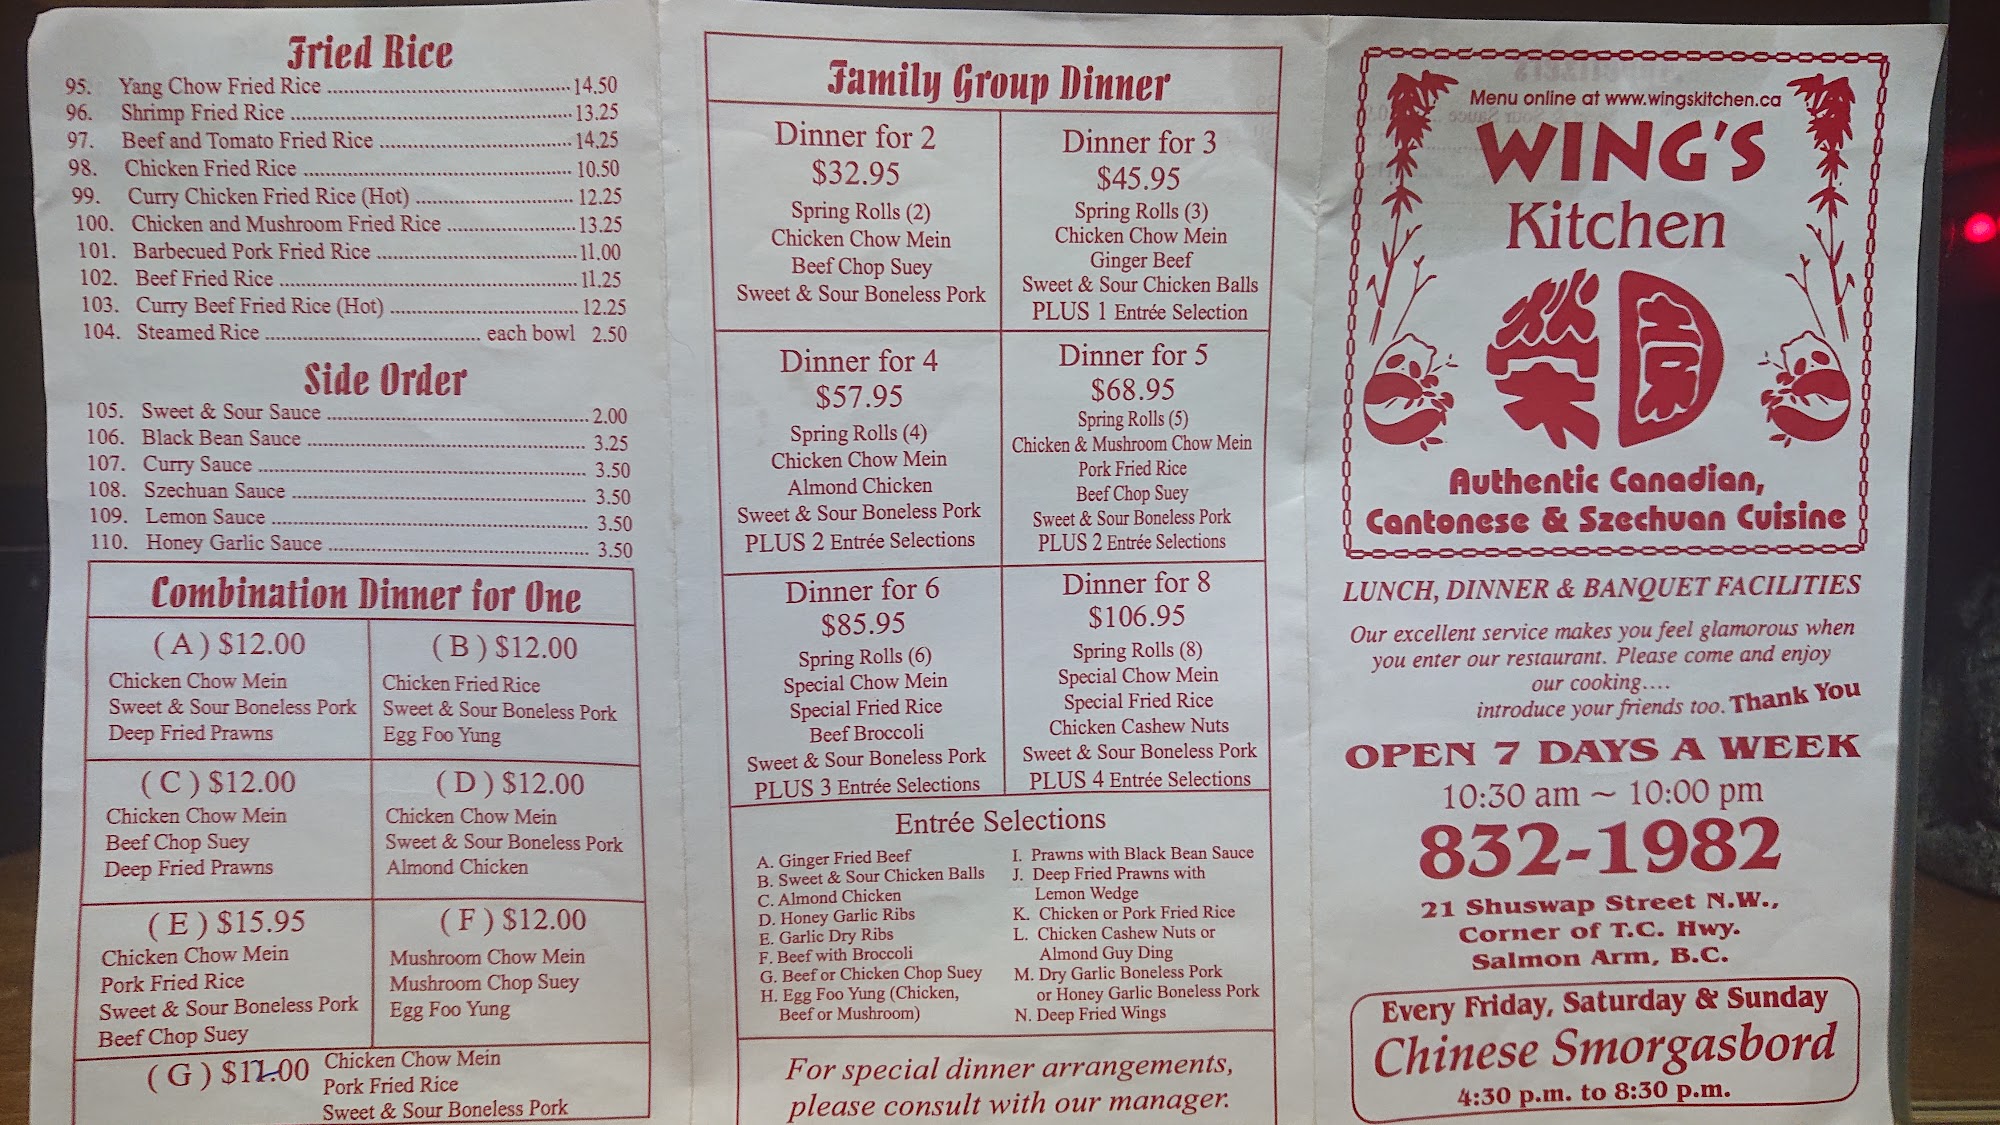 Fried Rice
95. Yang Chow Fried Rice 14.50
96. Shrimp Fried Rice 13.25
97. Beef and Tomato Fried Rice 14.25
98. Chicken Fried Rice 10.50
99. Curry Chicken Fried Rice (Hot) 12.25
100. Chicken and Mushroom Fried Rice 13.25
101. Barbecued Pork Fried Rice 11.00
102. Beef Fried Rice 11.25
103. Curry Beef Fried Rice (Hot) 12.25
104. Steamed Rice each bowl 2.50
Side Order
105. Sweet & Sour Sauce 2.00
106. Black Bean Sauce 3.25
107. Curry Sauce 3.50
108. Szechuan Sauce 3.50
109. Lemon Sauce 3.50
110. Honey Garlic Sauce 3.50
Combination Dinner for One
(A) $12.00
Chicken Chow Mein
Sweet & Sour Boneless Pork
Deep Fried Prawns
(B) $12.00
Chicken Fried Rice
Sweet & Sour Boneless Pork
Egg Foo Yung
(C) $12.00
Chicken Chow Mein
Beef Chop Suey
Deep Fried Prawns
(D) $12.00
Chicken Chow Mein
Sweet & Sour Boneless Pork
Almond Chicken
(E) $15.95
Chicken Chow Mein
Pork Fried Rice
Sweet & Sour Boneless Pork
Beef Chop Suey
(F) $12.00
Mushroom Chow Mein
Mushroom Chop Suey
Egg Foo Yung
(G)
Chicken Chow Mein
Pork Fried Rice
Sweet & Sour Boneless Pork
Family Group Dinner
Dinner for 2
$32.95
Spring Rolls (2)
Chicken Chow Mein
Beef Chop Suey
Sweet & Sour Boneless Pork
Dinner for 3
$45.95
Spring Rolls (3)
Chicken Chow Mein
Ginger Beef
Sweet & Sour Chicken Balls
PLUS 1 Entrée Selection
Dinner for 4
$57.95
Spring Rolls (4)
Chicken Chow Mein
Almond Chicken
Sweet & Sour Boneless Pork
PLUS 2 Entrée Selections
Dinner for 5
$68.95
Spring Rolls (5)
Chicken & Mushroom Chow Mein
Pork Fried Rice
Beef Chop Suey
Sweet & Sour Boneless Pork
PLUS 2 Entrée Selections
Dinner for 6
$85.95
Spring Rolls (6)
Special Chow Mein
Special Fried Rice
Beef Broccoli
Sweet & Sour Boneless Pork
PLUS 3 Entrée Selections
Dinner for 8
$106.95
Spring Rolls (8)
Special Chow Mein
Special Fried Rice
Chicken Cashew Nuts
Sweet & Sour Boneless Pork
PLUS 4 Entrée Selections
Entrée Selections
A. Ginger Fried Beef
B. Sweet & Sour Chicken Balls
C. Almond Chicken
D. Honey Garlic Ribs
E. Garlic Dry Ribs
F. Beef with Broccoli
G. Beef or Chicken Chop Suey
H. Egg Foo Yung (Chicken,
Beef or Mushroom)
I. Prawns with Black Bean Sauce
J. Deep Fried Prawns with
Lemon Wedge
K. Chicken or Pork Fried Rice
L. Chicken Cashew Nuts or
Almond Guy Ding
M. Dry Garlic Boneless Pork
or Honey Garlic Boneless Pork
N. Deep Fried Wings
For special dinner arrangements,
please consult with our manager.
Menu online at www.wingskitchen.ca
WING'S
Kitchen
Authentic Canadian,
Cantonese & Szechuan Cuisine
LUNCH, DINNER & BANQUET FACILITIES
Our excellent service makes you feel glamorous when
you enter our restaurant. Please come and enjoy
our cooking....
introduce your friends too. Thank You
OPEN 7 DAYS A WEEK
10:30 am ~ 10:00 pm
832-1982
21 Shuswap Street N.W.,
Corner of T.C. Hwy.
Salmon Arm, B.C.
Every Friday, Saturday & Sunday
Chinese Smorgasbord
4:30 p.m. to 8:30 p.m.